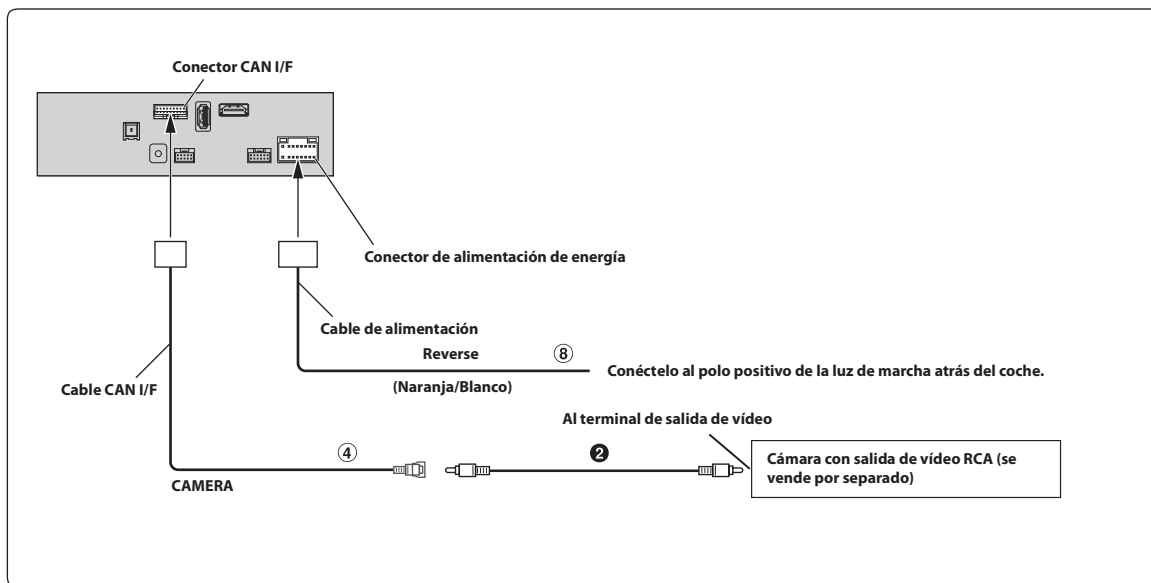 Conector CAN I/F
Conector de alimentación de energía
Cable de alimentación
Reverse
⑧
(Naranja/Blanco)
Conéctelo al polo positivo de la luz de marcha atrás del coche.
Cable CAN I/F
Al terminal de salida de vídeo
④
❷
CAMERA
Cámara con salida de vídeo RCA (se
vende por separado)